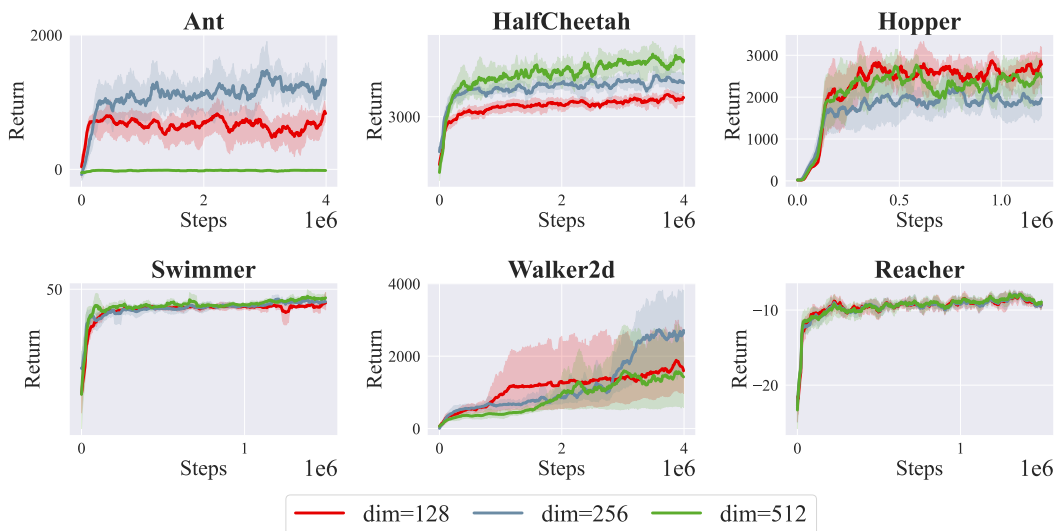 Ant
HalfCheetah
Hopper
Return
2000
1000
0
0
2
4
Steps
1e6
Return
3000
0
2
4
Steps
1e6
Return
3000
2000
1000
0
0.0
0.5
1.0
Steps
1e6
Swimmer
Walker2d
Reacher
Return
50
0
1
Steps
1e6
Return
4000
2000
0
0
2
4
Steps
1e6
Return
−10
−20
0
1
Steps
1e6
dim=128
dim=256
dim=512